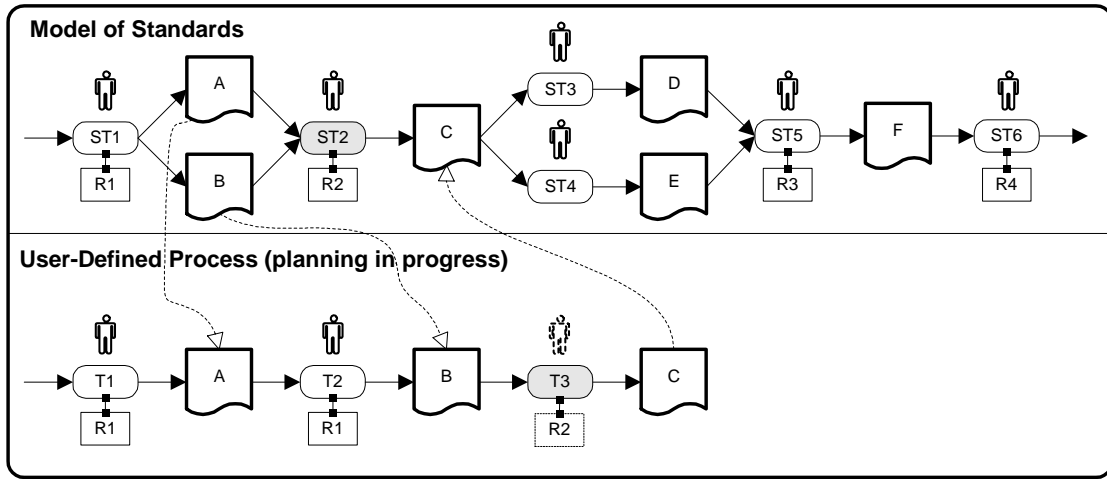 Model of Standards
A
ST3
D
ST1
ST2
C
ST5
F
ST6
B
ST4
E
R1
R2
R3
R4
User-Defined Process (planning in progress)
T1
A
T2
B
T3
C
R1
R1
R2